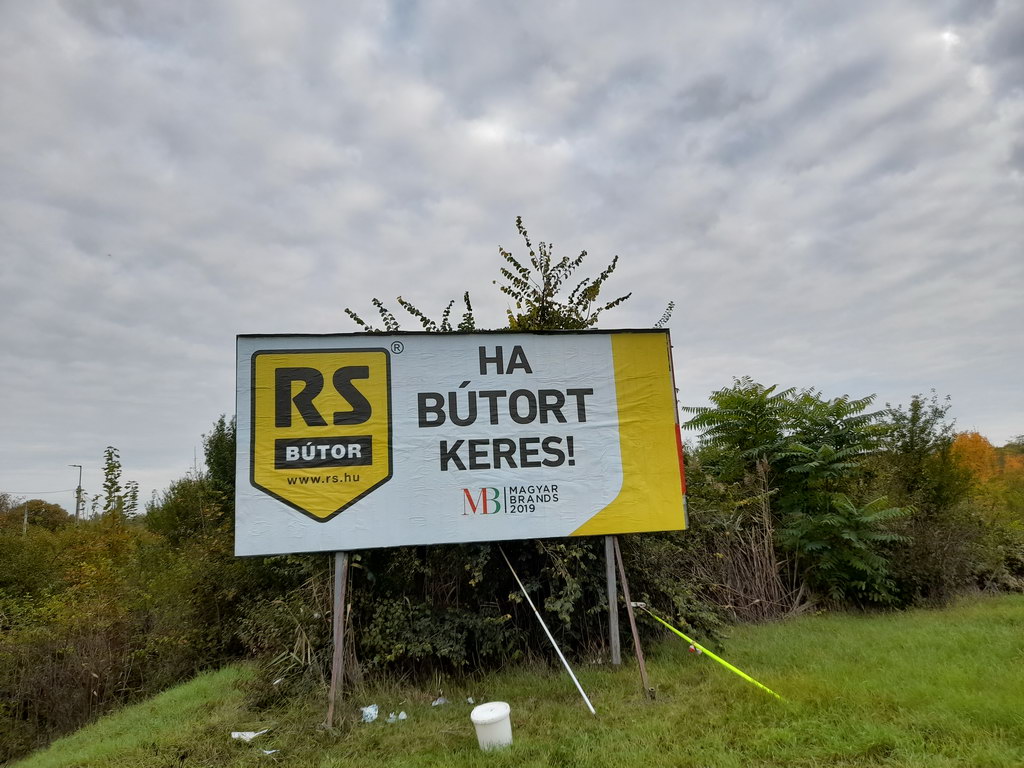 RS
BÚTOR
www.rs.hu
®
HA
BÚTORT
KERES!
MB
MAGYAR
BRANDS
2019